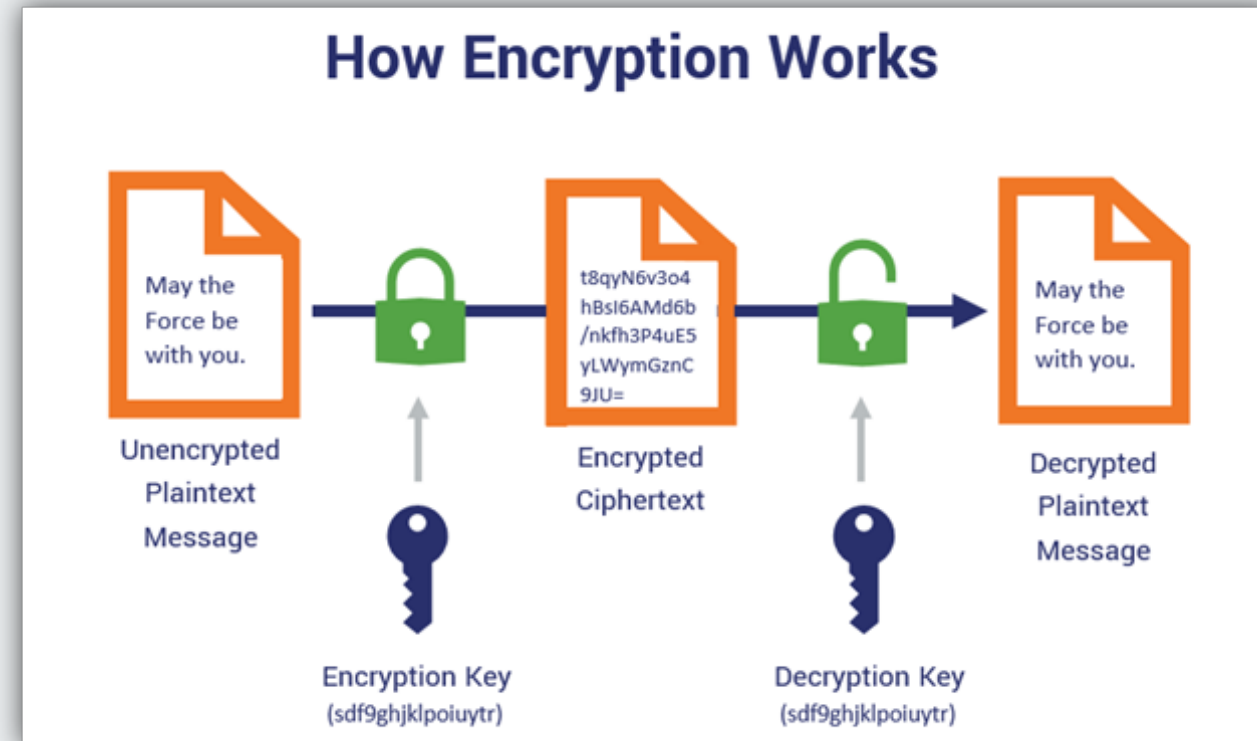 How Encryption Works
May the
Force be
with you.
Unencrypted
Plaintext
Message
t8qyN6v3o4
hBsI6AMd6b
/nkfh3P4uE5
yLWymGznC
9JU=
Encrypted
Ciphertext
May the
Force be
with you.
Decrypted
Plaintext
Message
Encryption Key
(sdf9ghjklpoiuytr)
Decryption Key
(sdf9ghjklpoiuytr)